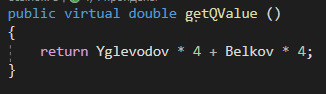 public virtual double getQValue ()
{
return Yglevodov * 4 + Belkov * 4;
}